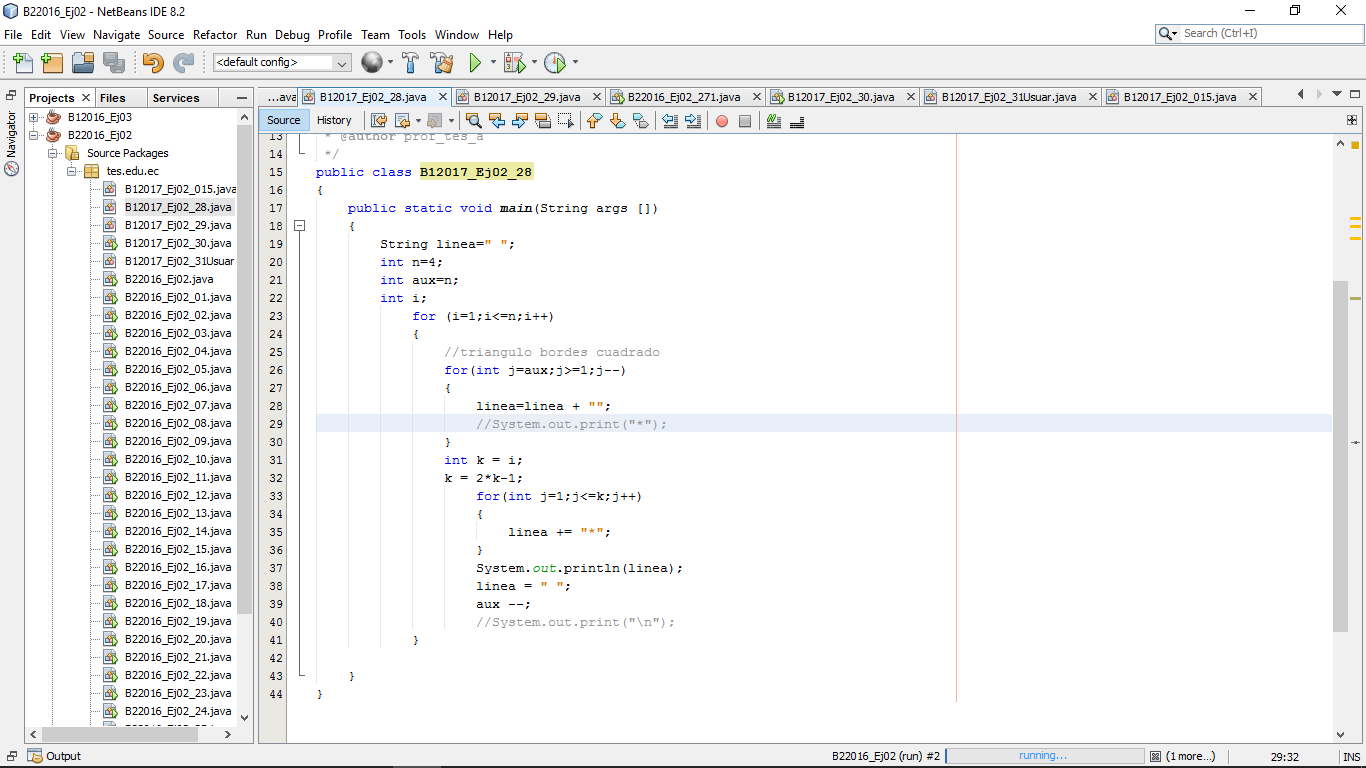 B22016_Ej02 - NetBeans IDE 8.2
File Edit View Navigate Source Refactor Run Debug Profile Team Tools Window Help
Search (Ctrl+I)
<default config>
Projects Files Services
Navigator
B12017_Ej03
B22016_Ej02
Source Packages
tes.edu.ec
B12017_Ej02_015.java
B12017_Ej02_28.java
B12017_Ej02_29.java
B12017_Ej02_30.java
B12017_Ej02_31Usuar
B22016_Ej02.java
B22016_Ej02_01.java
B22016_Ej02_02.java
B22016_Ej02_03.java
B22016_Ej02_04.java
B22016_Ej02_05.java
B22016_Ej02_06.java
B22016_Ej02_07.java
B22016_Ej02_08.java
B22016_Ej02_09.java
B22016_Ej02_10.java
B22016_Ej02_11.java
B22016_Ej02_12.java
B22016_Ej02_13.java
B22016_Ej02_14.java
B22016_Ej02_15.java
B22016_Ej02_16.java
B22016_Ej02_17.java
B22016_Ej02_18.java
B22016_Ej02_19.java
B22016_Ej02_20.java
B22016_Ej02_21.java
B22016_Ej02_22.java
B22016_Ej02_23.java
B22016_Ej02_24.java
...ava B12017_Ej02_28.java B12017_Ej02_29.java B22016_Ej02_271.java B12017_Ej02_30.java B12017_Ej02_31Usuar.java B12017_Ej02_015.java
Source History
13 * @author prof_tes_a
14 */
15 public class B12017_Ej02_28
16 {
17 public static void main(String args [])
18 {
19 String linea=" ";
20 int n=4;
21 int aux=n;
22 int i;
23 for (i=1;i<=n;i++)
24 {
25 //triangulo bordes cuadrado
26 for(int j=aux;j>=1;j--)
27 {
28 linea=linea + "";
29 //System.out.print("*");
30 }
31 int k = i;
32 k = 2*k-1;
33 for(int j=1;j<=k;j++)
34 {
35 linea += "*";
36 }
37 System.out.println(linea);
38 linea = " ";
39 aux --;
40 //System.out.print("\n");
41 }
42
43 }
44 }
Output
B22016_Ej02 (run) #2 running... (1 more...) 29:32 INS